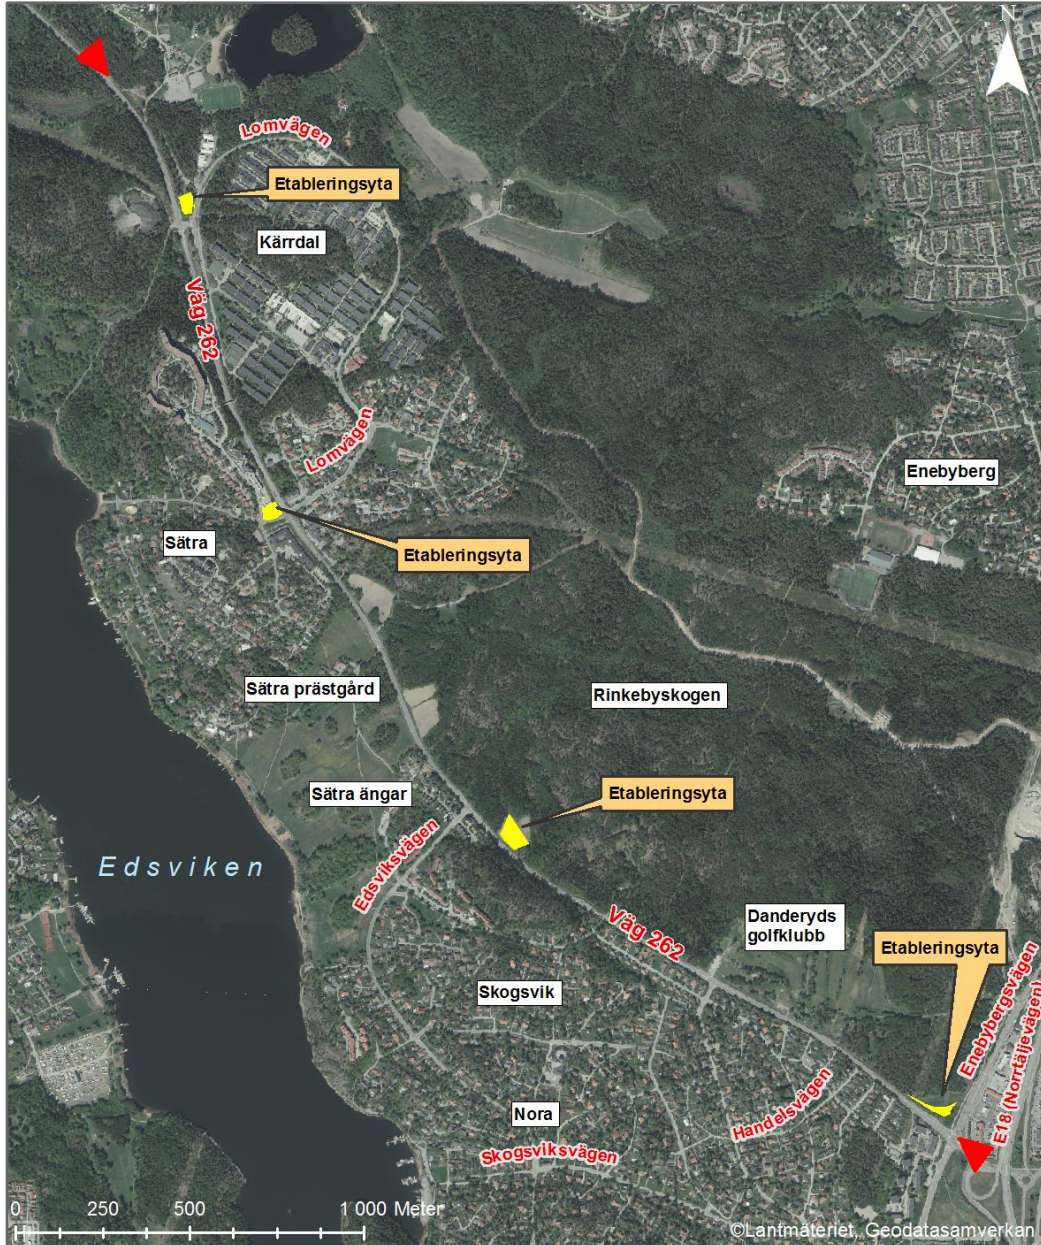 N
Lomvägen
Etableringsyta
Kärrdal
Väg 262
Lomvägen
Enebyberg
Sätra
Etableringsyta
Sätra prästgård
Rinkebyskogen
Sätra ängar
Etableringsyta
Edsviksvägen
Edsviken
Väg 262
Danderyds
golfklubb
Etableringsyta
Skogsvik
Enebybergsvägen
E18 (Norrtäljevägen)
Nora
Handelsvägen
Skogsviksvägen
0 250 500 1 000 Meter
©Lantmäteriet, Geodatasamverkan